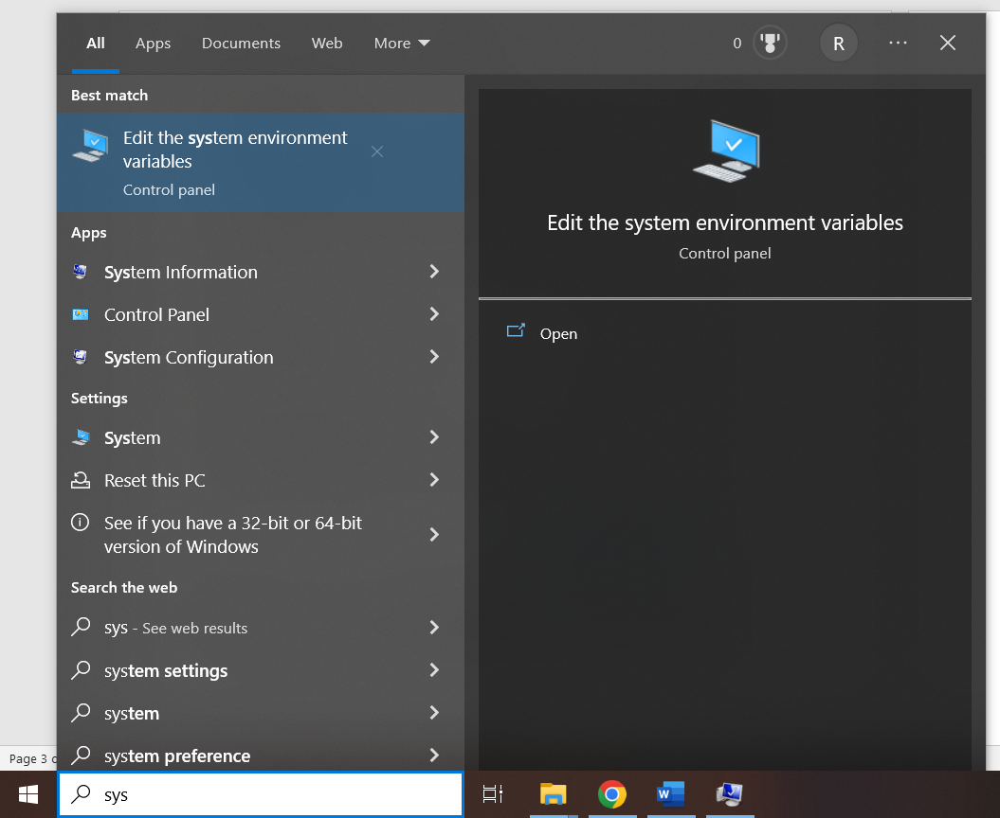 All Apps Documents Web More 0 R
Best match
Edit the system environment
variables
Control panel
Apps
System Information
Control Panel
System Configuration
Settings
System
Reset this PC
See if you have a 32-bit or 64-bit
version of Windows
Search the web
sys - See web results
system settings
system
system preference
Edit the system environment variables
Control panel
Open
Page 3 o
sys
W